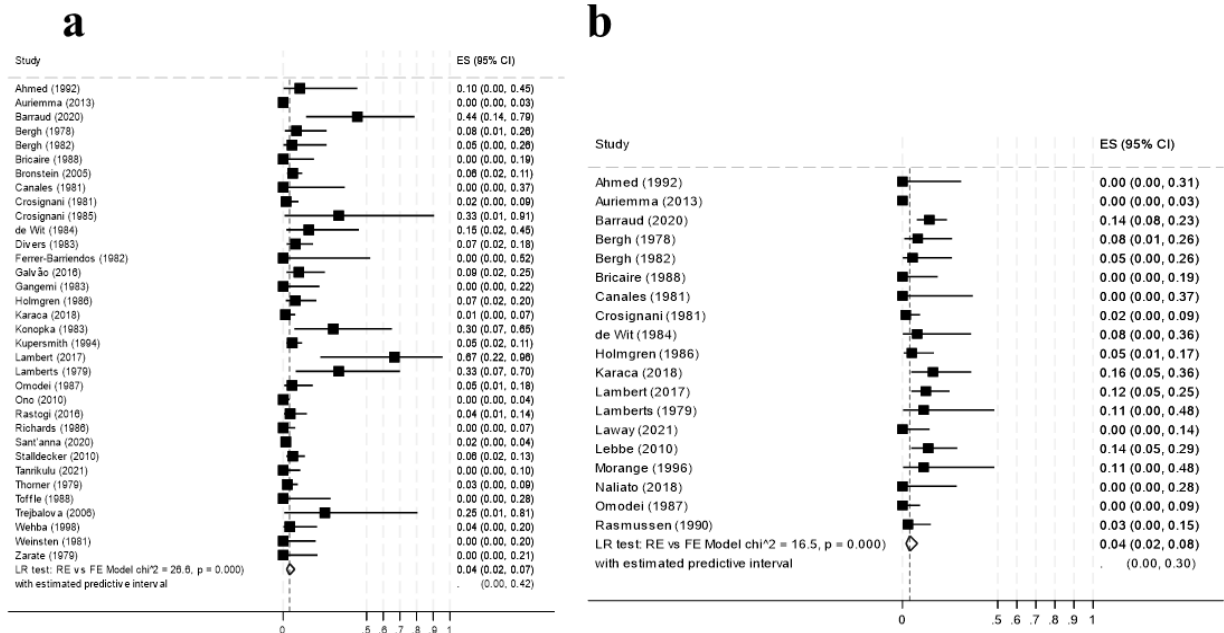 a
Study ES (95% CI)
Ahmed (1992) 0.10 (0.00, 0.45)
Auriemma (2013) 0.00 (0.00, 0.03)
Barraud (2020) 0.44 (0.14, 0.79)
Bergh (1978) 0.08 (0.01, 0.26)
Bergh (1982) 0.05 (0.00, 0.26)
Bricaire (1988) 0.00 (0.00, 0.19)
Bronstein (2005) 0.06 (0.02, 0.11)
Canales (1981) 0.00 (0.00, 0.37)
Crosignani (1981) 0.02 (0.00, 0.09)
Crosignani (1985) 0.33 (0.01, 0.91)
de Wit (1984) 0.15 (0.02, 0.45)
Divers (1983) 0.07 (0.02, 0.18)
Ferrer-Barriendos (1982) 0.00 (0.00, 0.52)
Galvão (2016) 0.09 (0.02, 0.25)
Gangemi (1983) 0.00 (0.00, 0.22)
Holmgren (1986) 0.07 (0.02, 0.20)
Karaca (2018) 0.01 (0.00, 0.07)
Konopka (1983) 0.30 (0.07, 0.65)
Kupersmith (1994) 0.05 (0.02, 0.11)
Lambert (2017) 0.67 (0.22, 0.96)
Lamberts (1979) 0.33 (0.07, 0.70)
Omodei (1987) 0.05 (0.01, 0.18)
Ono (2010) 0.00 (0.00, 0.04)
Rastogi (2016) 0.04 (0.01, 0.14)
Richards (1986) 0.00 (0.00, 0.07)
Sant'anna (2020) 0.02 (0.00, 0.04)
Stalldecker (2010) 0.06 (0.02, 0.13)
Tanrikulu (2021) 0.00 (0.00, 0.10)
Thorner (1979) 0.03 (0.00, 0.09)
Toffle (1988) 0.00 (0.00, 0.28)
Trejbalova (2006) 0.25 (0.01, 0.81)
Wehba (1998) 0.04 (0.00, 0.20)
Weinsten (1981) 0.00 (0.00, 0.20)
Zarate (1979) 0.00 (0.00, 0.21)
LR test: RE vs FE Model chi^2 = 26.6, p = 0.000) 0.04 (0.02, 0.07)
with estimated predictive interval . (0.00, 0.42)
0 .5 .6 .7 .8 .9 1
b
Study ES (95% CI)
Ahmed (1992) 0.00 (0.00, 0.31)
Auriemma (2013) 0.00 (0.00, 0.03)
Barraud (2020) 0.14 (0.08, 0.23)
Bergh (1978) 0.08 (0.01, 0.26)
Bergh (1982) 0.05 (0.00, 0.26)
Bricaire (1988) 0.00 (0.00, 0.19)
Canales (1981) 0.00 (0.00, 0.37)
Crosignani (1981) 0.02 (0.00, 0.09)
de Wit (1984) 0.08 (0.00, 0.36)
Holmgren (1986) 0.05 (0.01, 0.17)
Karaca (2018) 0.16 (0.05, 0.36)
Lambert (2017) 0.12 (0.05, 0.25)
Lamberts (1979) 0.11 (0.00, 0.48)
Laway (2021) 0.00 (0.00, 0.14)
Lebbe (2010) 0.14 (0.05, 0.29)
Morange (1996) 0.11 (0.00, 0.48)
Naliato (2018) 0.00 (0.00, 0.28)
Omodei (1987) 0.00 (0.00, 0.09)
Rasmussen (1990) 0.03 (0.00, 0.15)
LR test: RE vs FE Model chi^2 = 16.5, p = 0.000) 0.04 (0.02, 0.08)
with estimated predictive interval . (0.00, 0.30)
0 .5 .6 .7 .8 .9 1